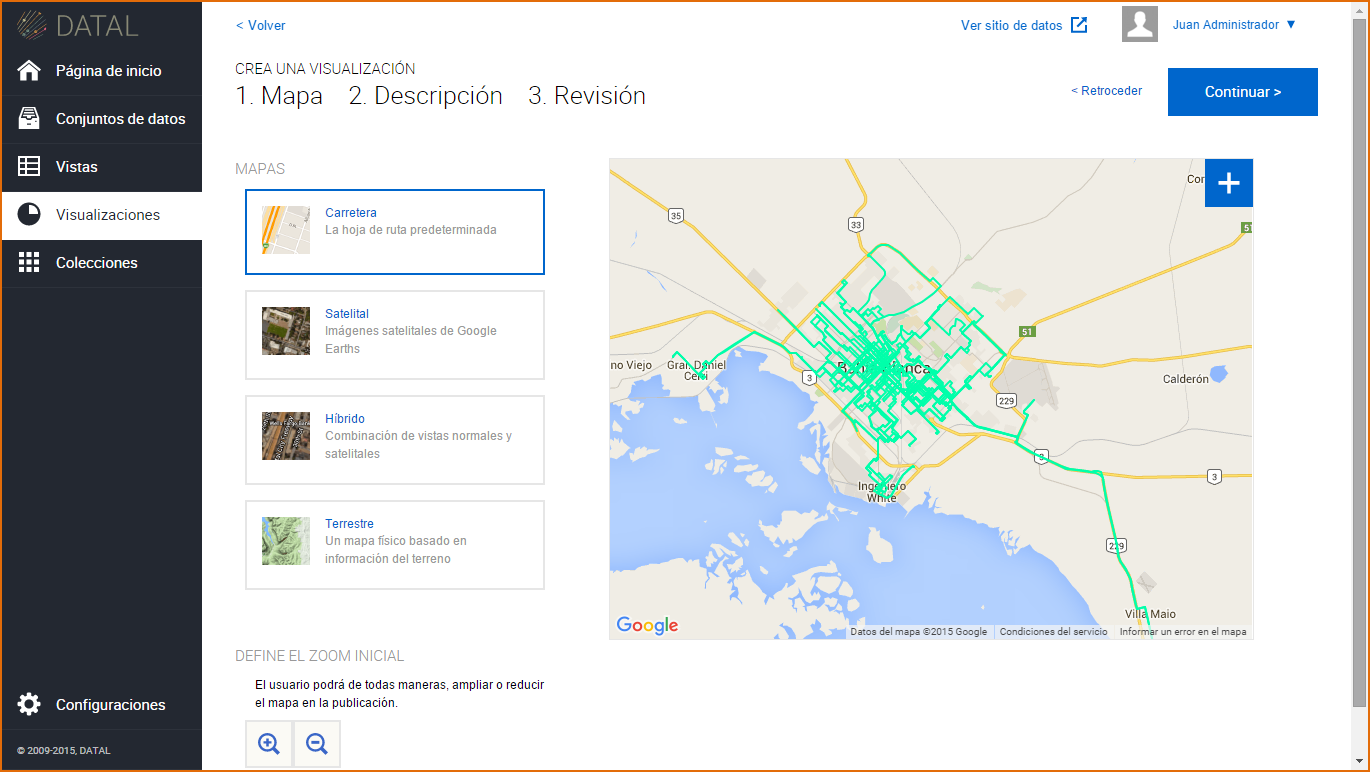 DATAL
Página de inicio
Conjuntos de datos
Vistas
Visualizaciones
Colecciones
Configuraciones
© 2009-2015, DATAL
< Volver
Ver sitio de datos
Juan Administrador ▼
CREA UNA VISUALIZACIÓN
1. Mapa 2. Descripción 3. Revisión
< Retroceder
Continuar >
MAPAS
Carretera
La hoja de ruta predeterminada
Satelital
Imágenes satelitales de Google
Earths
Híbrido
Combinación de vistas normales y
satelitales
Terrestre
Un mapa físico basado en
información del terreno
DEFINE EL ZOOM INICIAL
El usuario podrá de todas maneras, ampliar o reducir
el mapa en la publicación.
Cor
+
35
33
51
51
no Viejo
Gran Daniel
Cerri
3
Calderón
229
3
3
Ingeniero
White
229
Villa Maio
Google
Datos del mapa ©2015 Google
Condiciones del servicio
Informar un error en el mapa